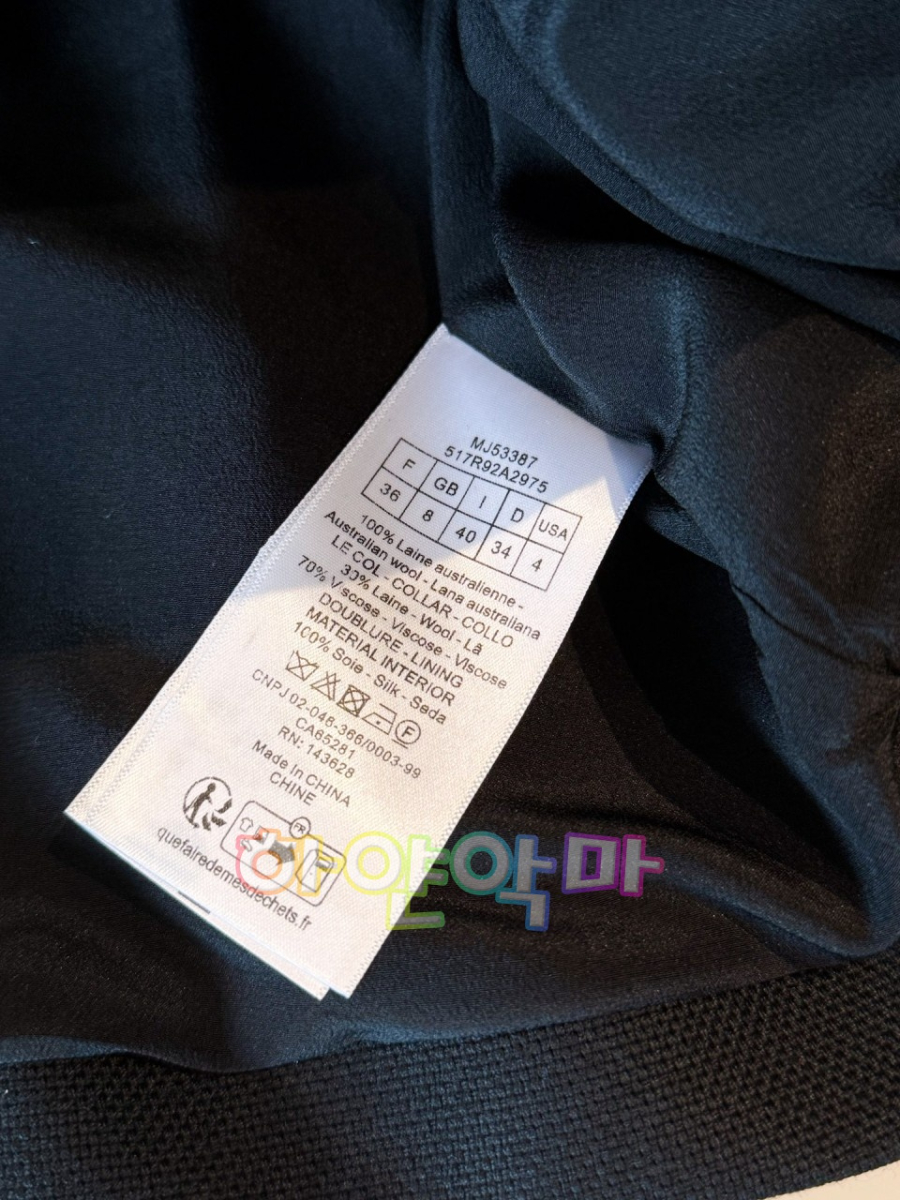 MJ53387
517R92A2975
F GB I D USA
36 8 40 34 4
100% Laine australienne -
Australian wool - Lana australiana
LE COL - COLLAR - COLLO
30% Laine - Wool - Lã
70% Viscose - Viscose - Viscose
DOUBLURE - LINING
MATERIAL INTERIOR
100% Soie - Silk - Seda
F
CNPJ 02-046-366/0003-99
CA65281
RN: 143628
Made In CHINA
CHINE
FR
quefairedemesdechets.fr
하얀악마